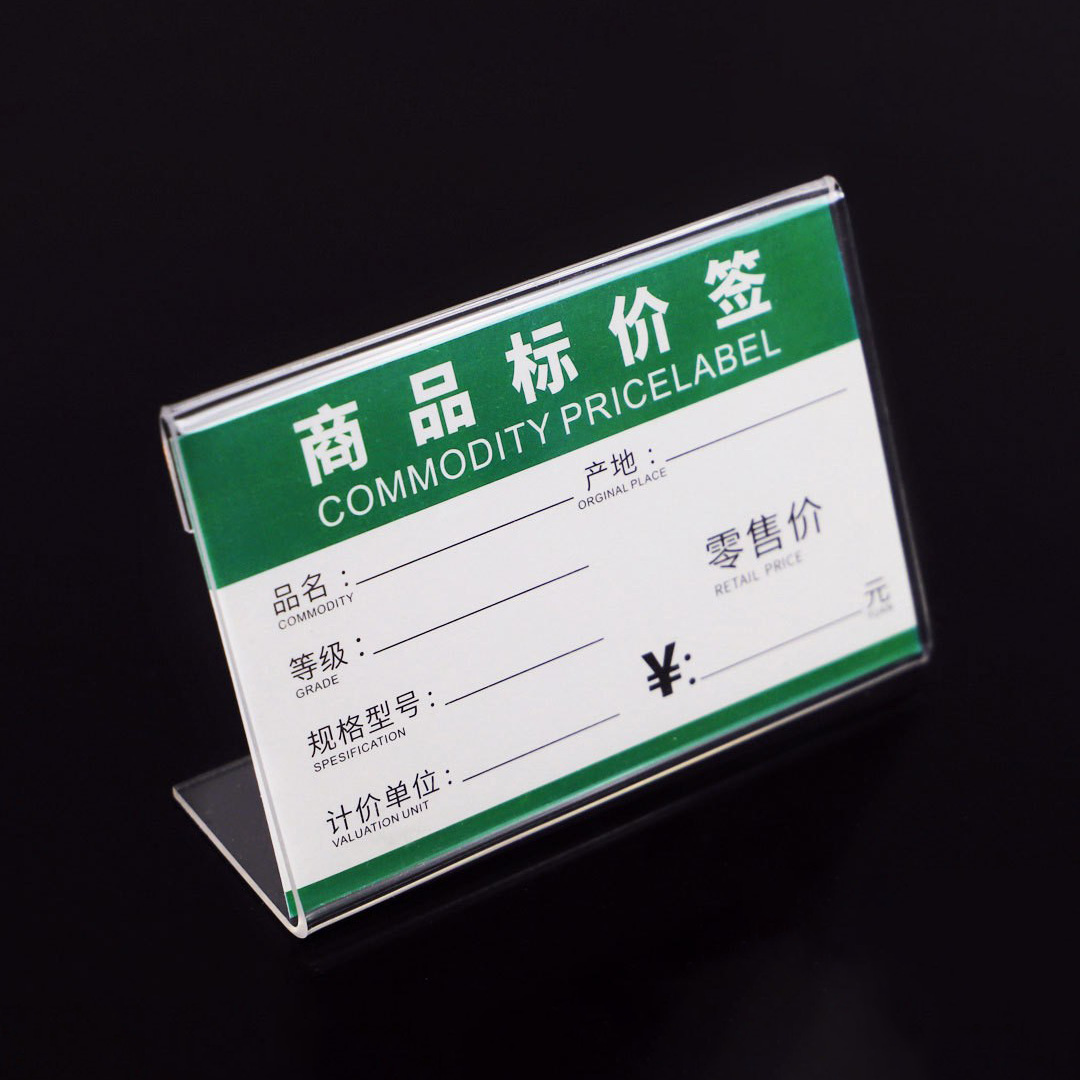 商品标价签
COMMODITY PRICELABEL
品名： 产地：
COMMODITY ORGINAL PLACE
等级：
GRADE
零售价
RETAIL PRICE
规格型号：
SPESIFICATION
¥: 元
YUAN
计价单位：
VALUATION UNIT